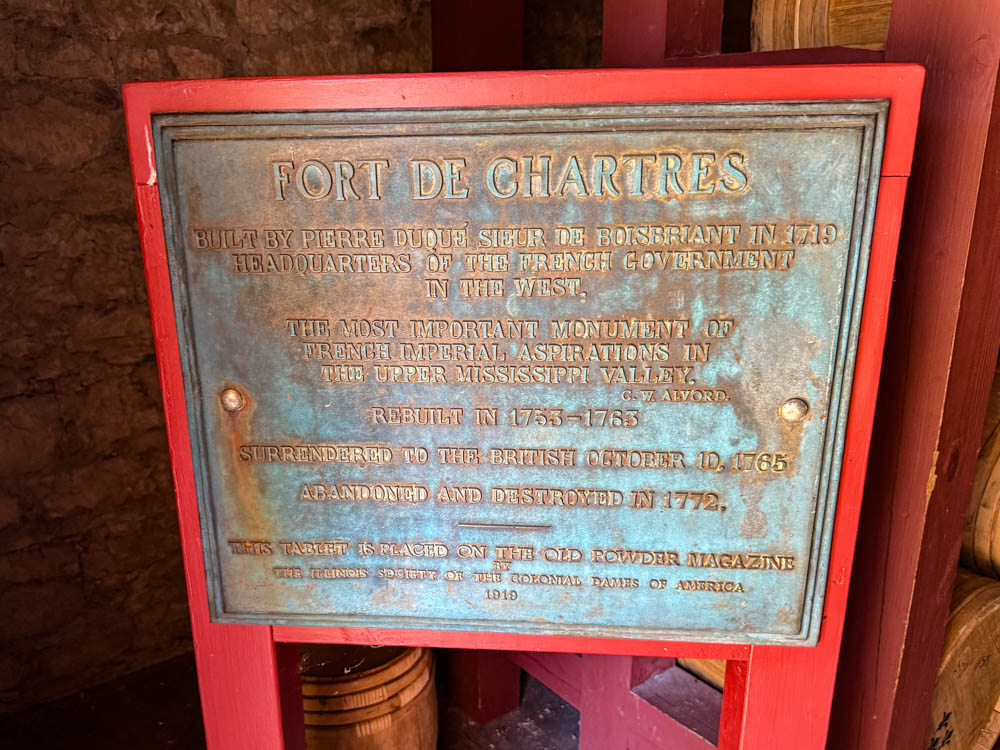 FORT DE CHARTRES
BUILT BY PIERRE DUQUÉ SIEUR DE BOISBRIANT IN 1719
HEADQUARTERS OF THE FRENCH GOVERNMENT
IN THE WEST.
THE MOST IMPORTANT MONUMENT OF
FRENCH IMPERIAL ASPIRATIONS IN
THE UPPER MISSISSIPPI VALLEY.
C. W. ALVORD.
REBUILT IN 1753-1763
SURRENDERED TO THE BRITISH OCTOBER 10, 1765
ABANDONED AND DESTROYED IN 1772.
THIS TABLET IS PLACED ON THE OLD POWDER MAGAZINE
BY
THE ILLINOIS SOCIETY OF THE COLONIAL DAMES OF AMERICA
1919